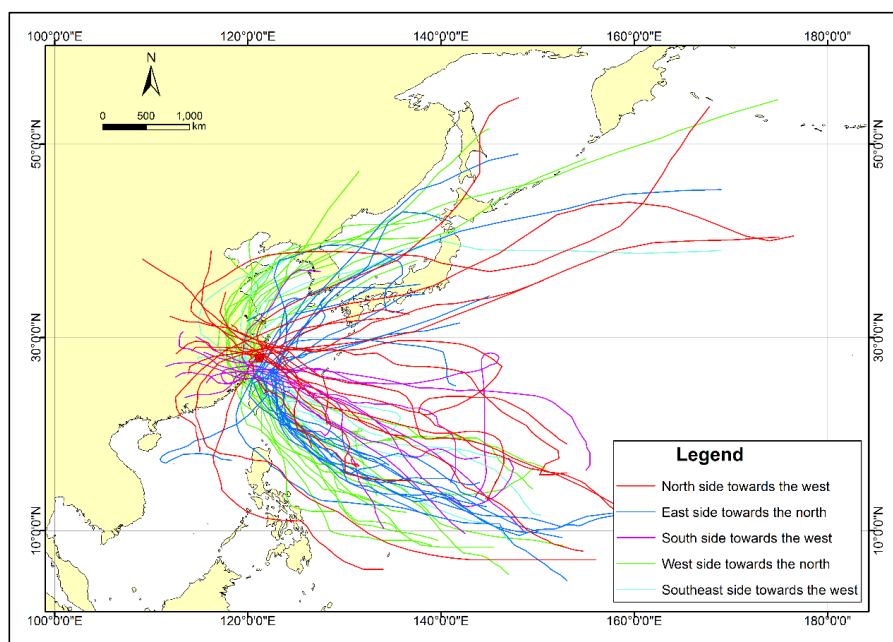 100°0'0"E 120°0'0"E 140°0'0"E 160°0'0"E 180°0'0"
N
0 500 1,000
km
50°0'0"N 50°0'0"N
30°0'0"N 30°0'0"N
10°0'0"N 10°0'0"N
Legend
North side towards the west
East side towards the north
South side towards the west
West side towards the north
Southeast side towards the west
100°0'0"E 120°0'0"E 140°0'0"E 160°0'0"E 180°0'0"